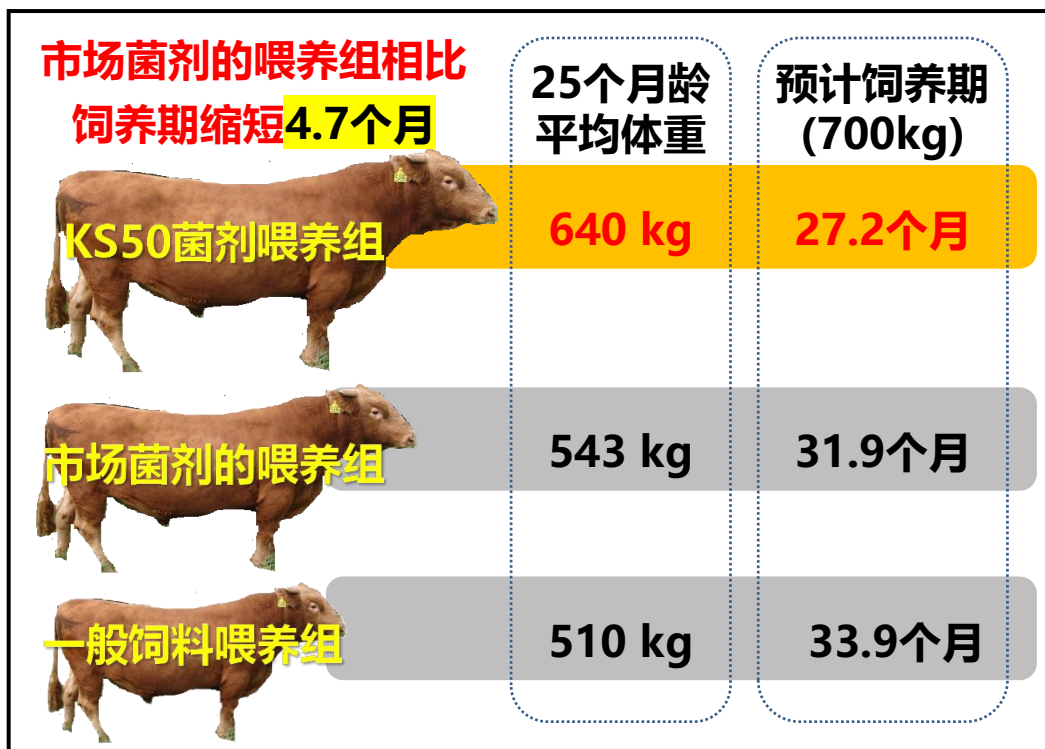 市场菌剂的喂养组相比
饲养期缩短4.7个月
25个月龄
平均体重
预计饲养期
(700kg)
KS50菌剂喂养组
640 kg
27.2个月
市场菌剂的喂养组
543 kg
31.9个月
一般饲料喂养组
510 kg
33.9个月